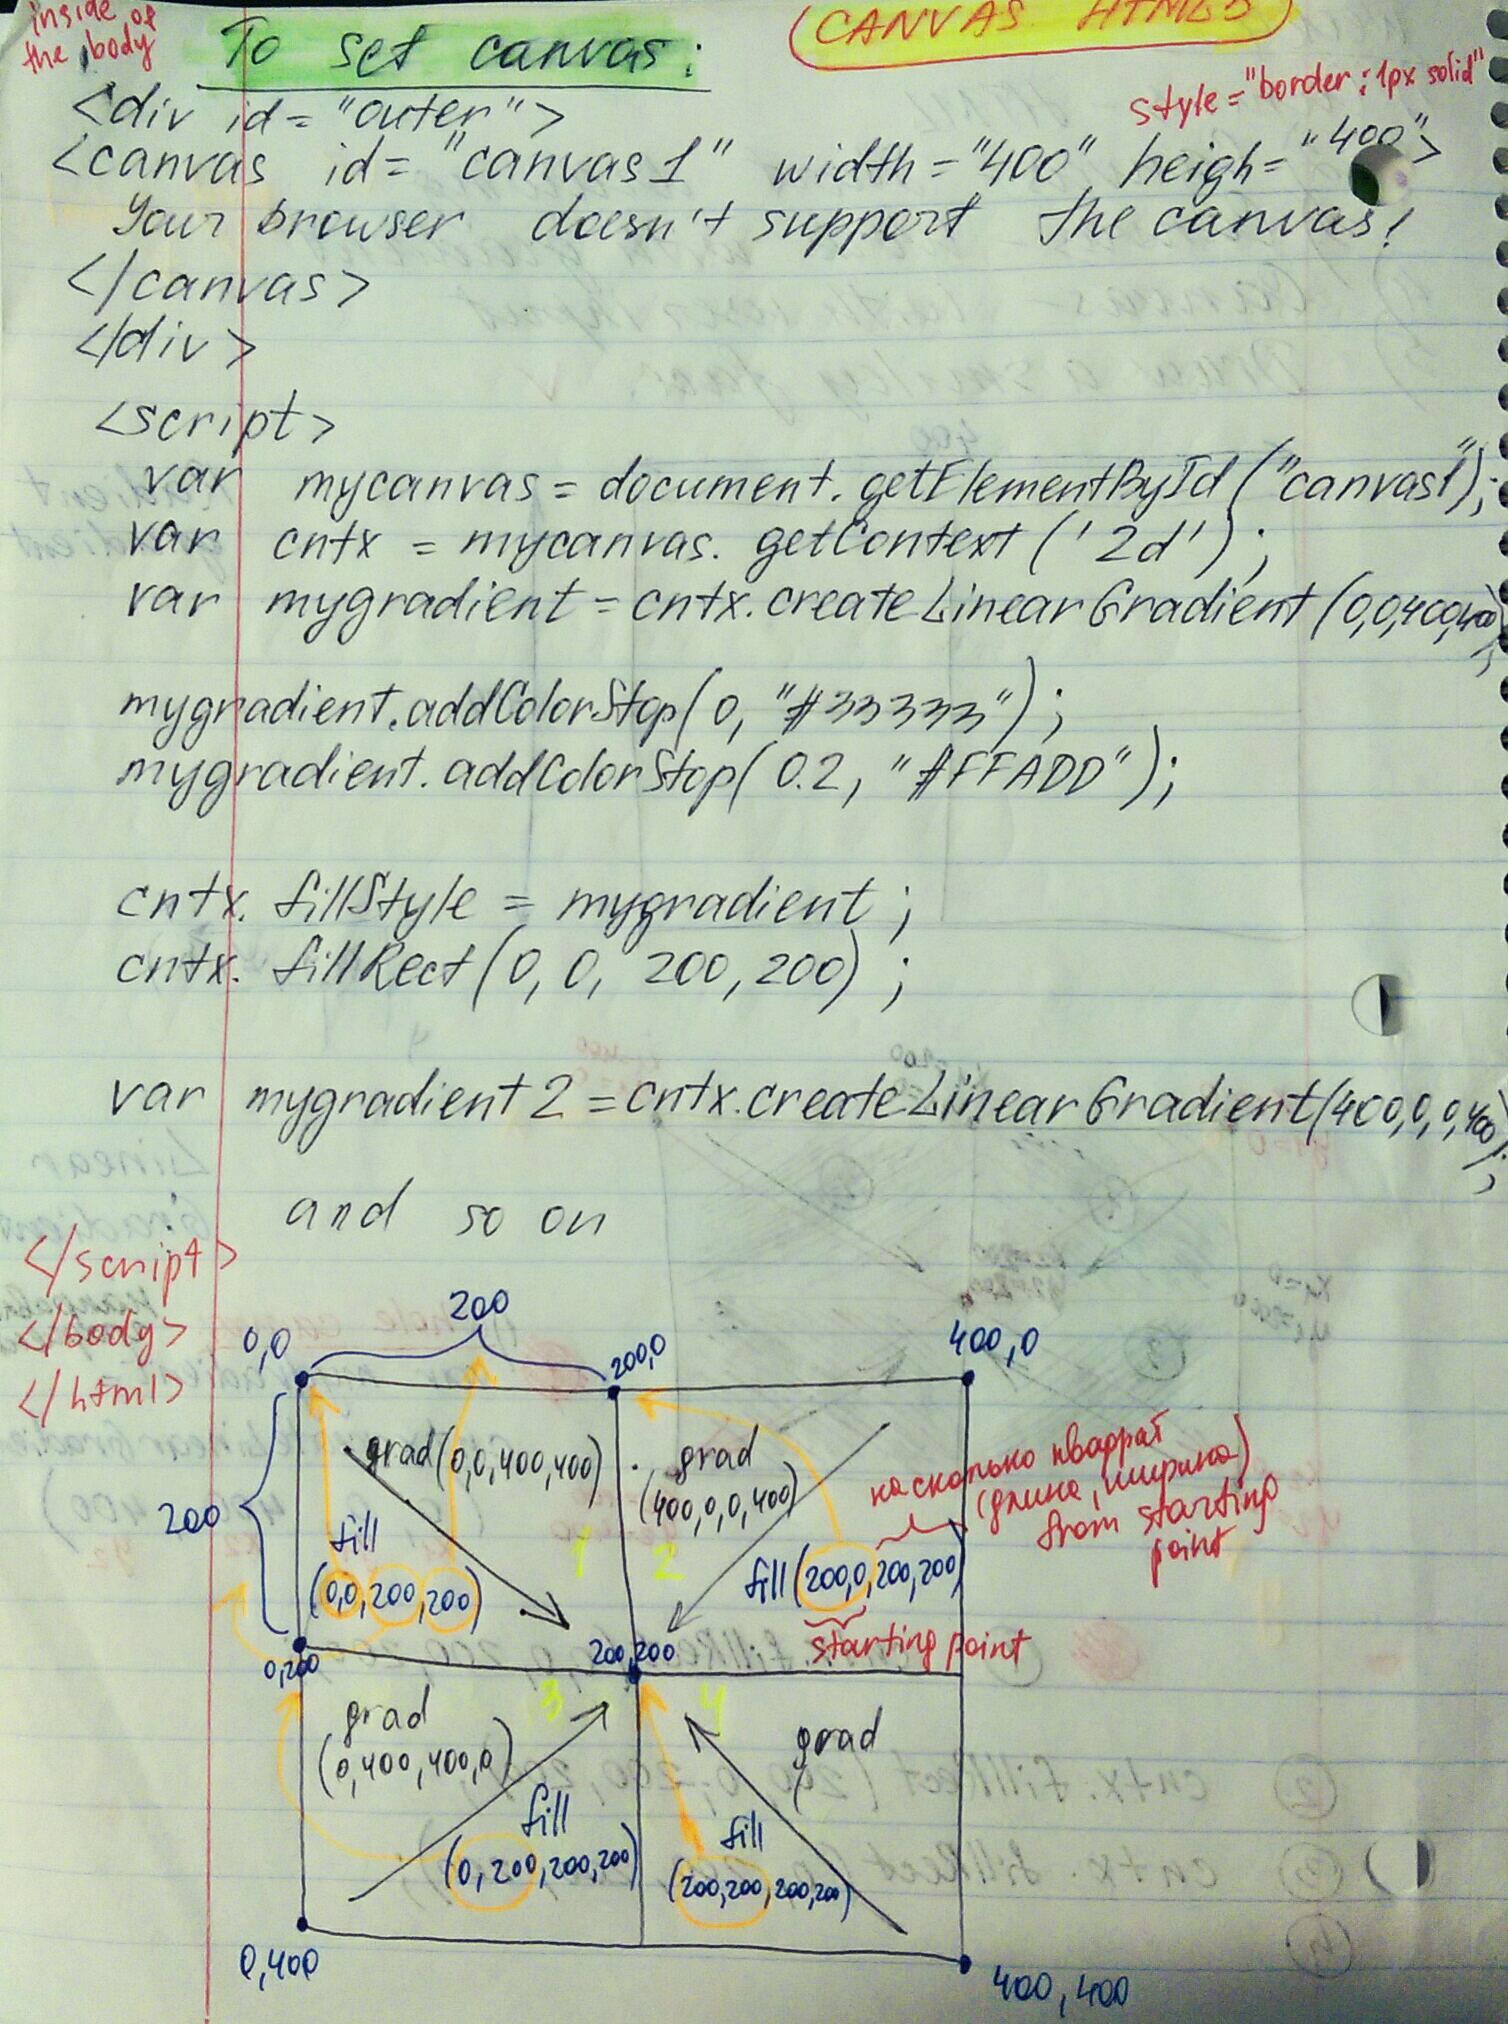 inside of
the body
To set canvas:
CANVAS HTML5
style="border:1px solid"
<div id="outer">
<canvas id="canvas1" width="400" heigh="400">
Your browser doesn't support the canvas!
</canvas>
</div>
<script>
var mycanvas = document.getElementById("canvas1");
var cntx = mycanvas.getContext('2d');
var mygradient = cntx.createLinearGradient(0,0,400,400);
mygradient.addColorStop(0, "#33333");
mygradient.addColorStop(0.2, "#FFADD");
cntx.fillStyle = mygradient;
cntx.fillRect(0, 0, 200, 200);
var mygradient2 = cntx.createLinearGradient(400,0,0,400);
and so on
</script>
</body>
</html>
200
0,0
200,0
400,0
200
grad(0,0,400,400)
fill
(0,0,200,200)
1
grad
(400,0,0,400)
2
fill(200,0,200,200)
starting point
насколько квадрат
(длина, ширина)
from starting
point
0,200
200,200
grad
(0,400,400,0)
3
fill
(0,200,200,200)
4
grad
fill
(200,200,200,200)
0,400
400,400